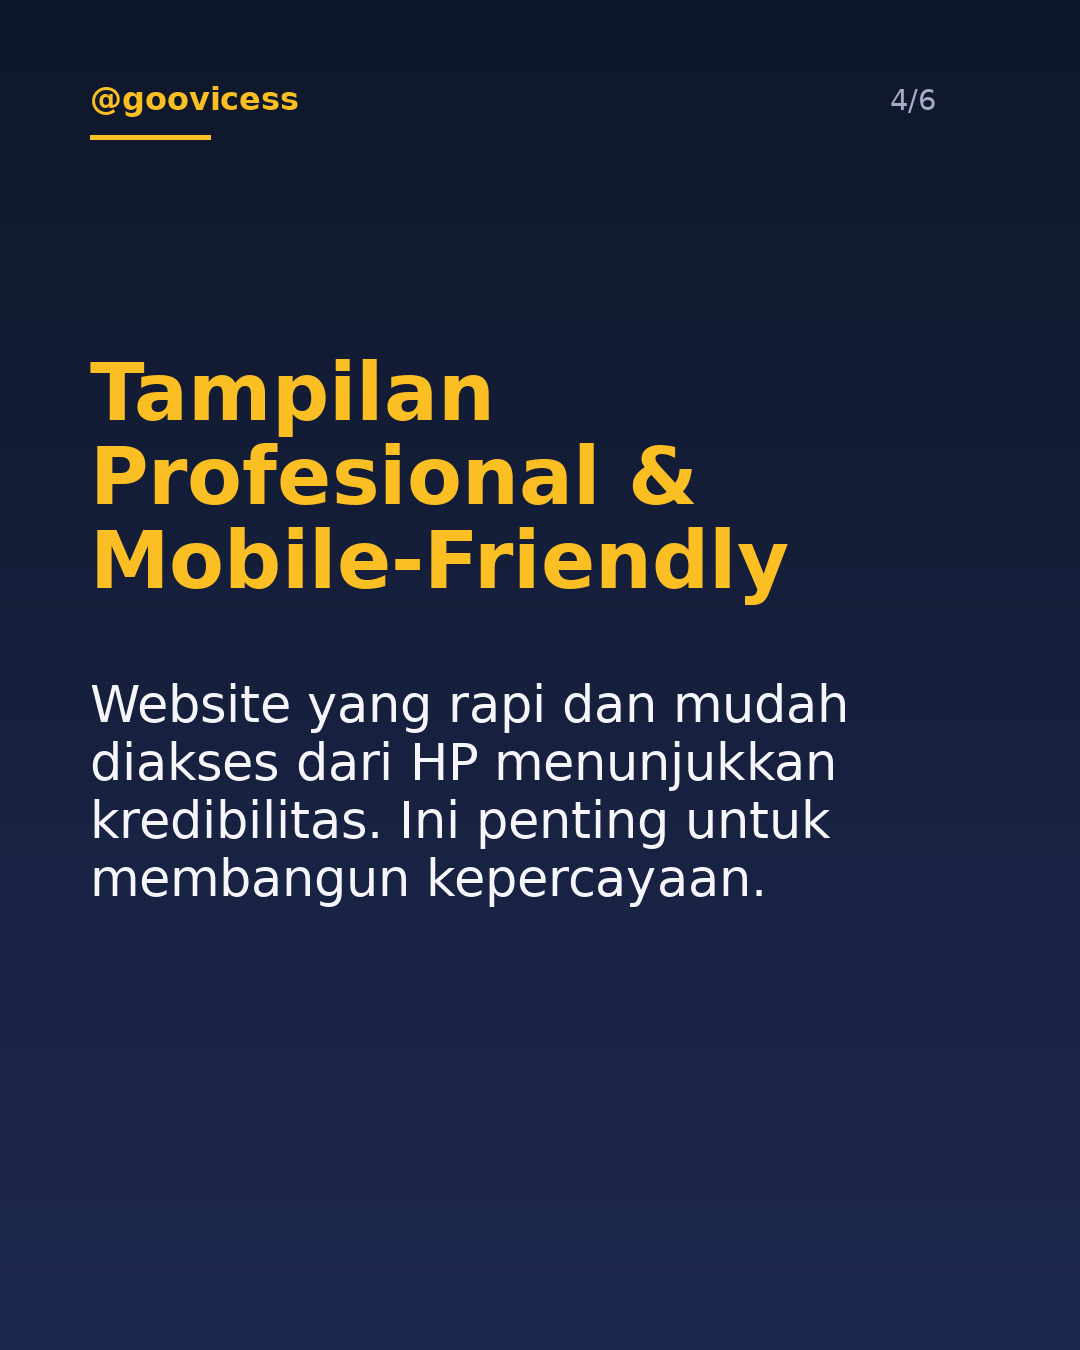 @goovicess
4/6
Tampilan
Profesional &
Mobile-Friendly
Website yang rapi dan mudah
diakses dari HP menunjukkan
kredibilitas. Ini penting untuk
membangun kepercayaan.